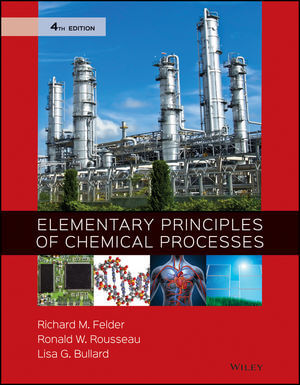 4TH EDITION
ELEMENTARY PRINCIPLES
OF CHEMICAL PROCESSES
Richard M. Felder
Ronald W. Rousseau
Lisa G. Bullard
WILEY